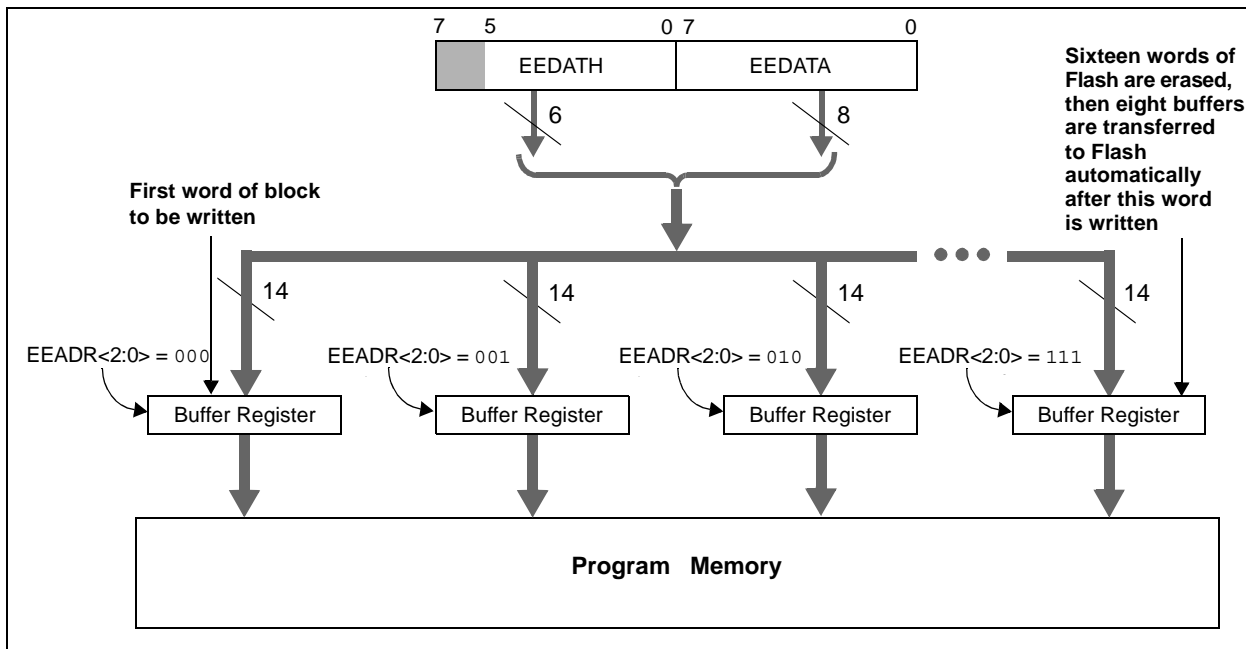 7 5 0 7 0
EEDATH EEDATA
6 8
First word of block
to be written
Sixteen words of
Flash are erased,
then eight buffers
are transferred
to Flash
automatically
after this word
is written
14 14 14 14
EEADR<2:0> = 000 EEADR<2:0> = 001 EEADR<2:0> = 010 EEADR<2:0> = 111
Buffer Register Buffer Register Buffer Register Buffer Register
Program Memory